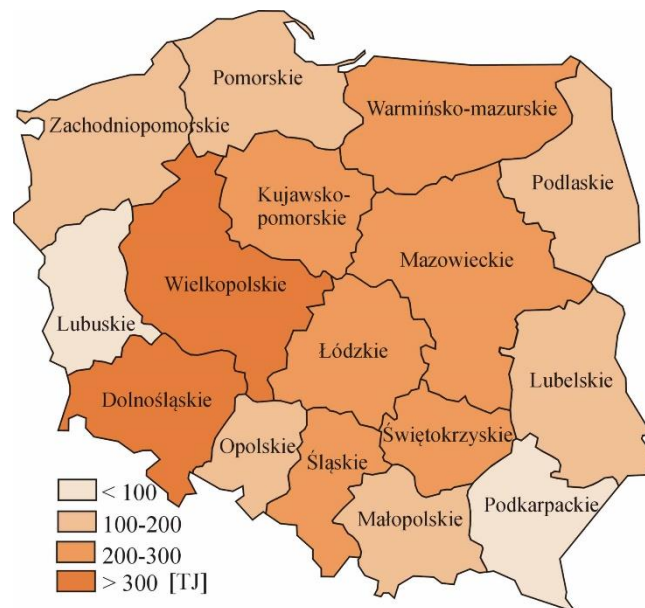 Pomorskie
Zachodniopomorskie
Warmińsko-mazurskie
Podlaskie
Kujawsko-
pomorskie
Mazowieckie
Wielkopolskie
Lubuskie
Łódzkie
Lubelskie
Dolnośląskie
Opolskie
Śląskie
Świętokrzyskie
Małopolskie
Podkarpackie
< 100
100-200
200-300
> 300 [TJ]